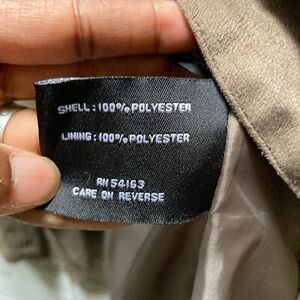 SHELL : 100% POLYESTER
LINING : 100% POLYESTER
RN 54163
CARE ON REVERSE